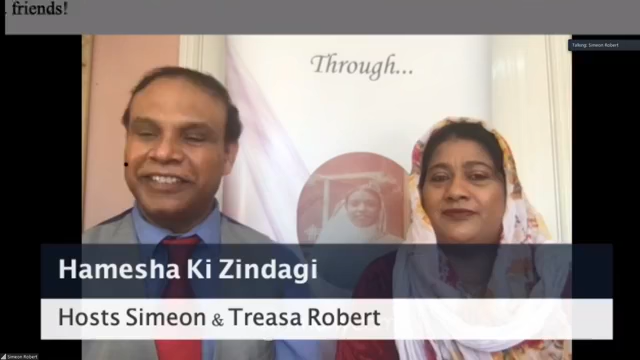 friends!
Talking: Simeon Robert
Through...
Hamesha Ki Zindagi
Hosts Simeon & Treasa Robert
Simeon Robert